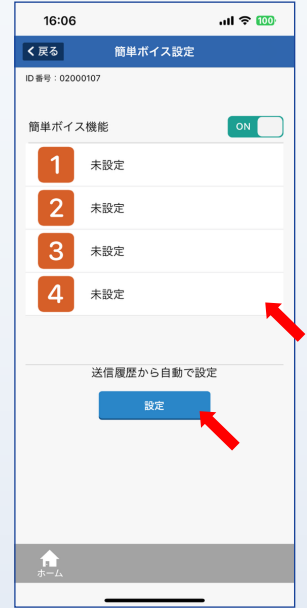 16:06
100
戻る 簡単ボイス設定
ID番号：02000107
簡単ボイス機能 ON
1 未設定
2 未設定
3 未設定
4 未設定
送信履歴から自動で設定
設定
ホーム